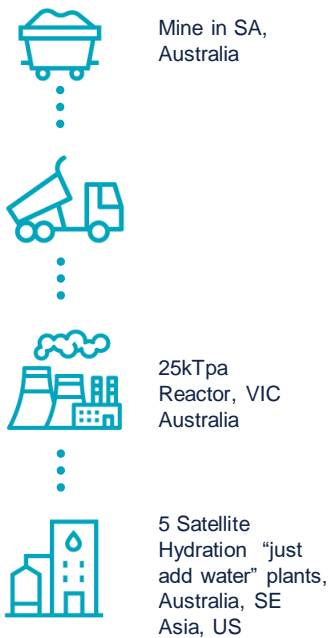 Mine in SA,
Australia
25kTpa
Reactor, VIC
Australia
5 Satellite
Hydration “just
add water” plants,
Australia, SE
Asia, US